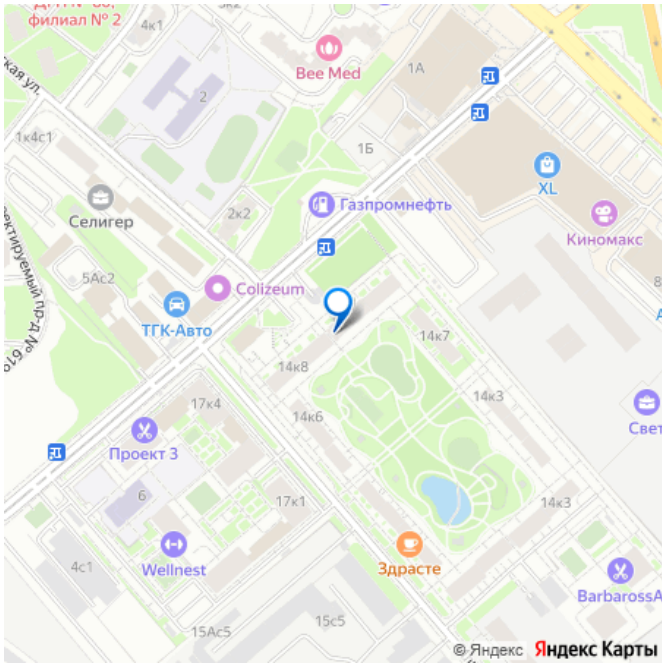 филиал № 2
4к1
3к2
Bee Med
1А
ская ул.
2
1к4с1
1Б
XL
Селигер
2к2
Газпромнефть
Киномакс
5Ас2
Colizeum
ТГК-Авто
14к7
14к8
14к3
17к4
14к6
Проект 3
Свет
6
17к1
14к3
Wellnest
Здрасте
4с1
BarbarossA
15с5
15Ас5
© Яндекс Яндекс Карты